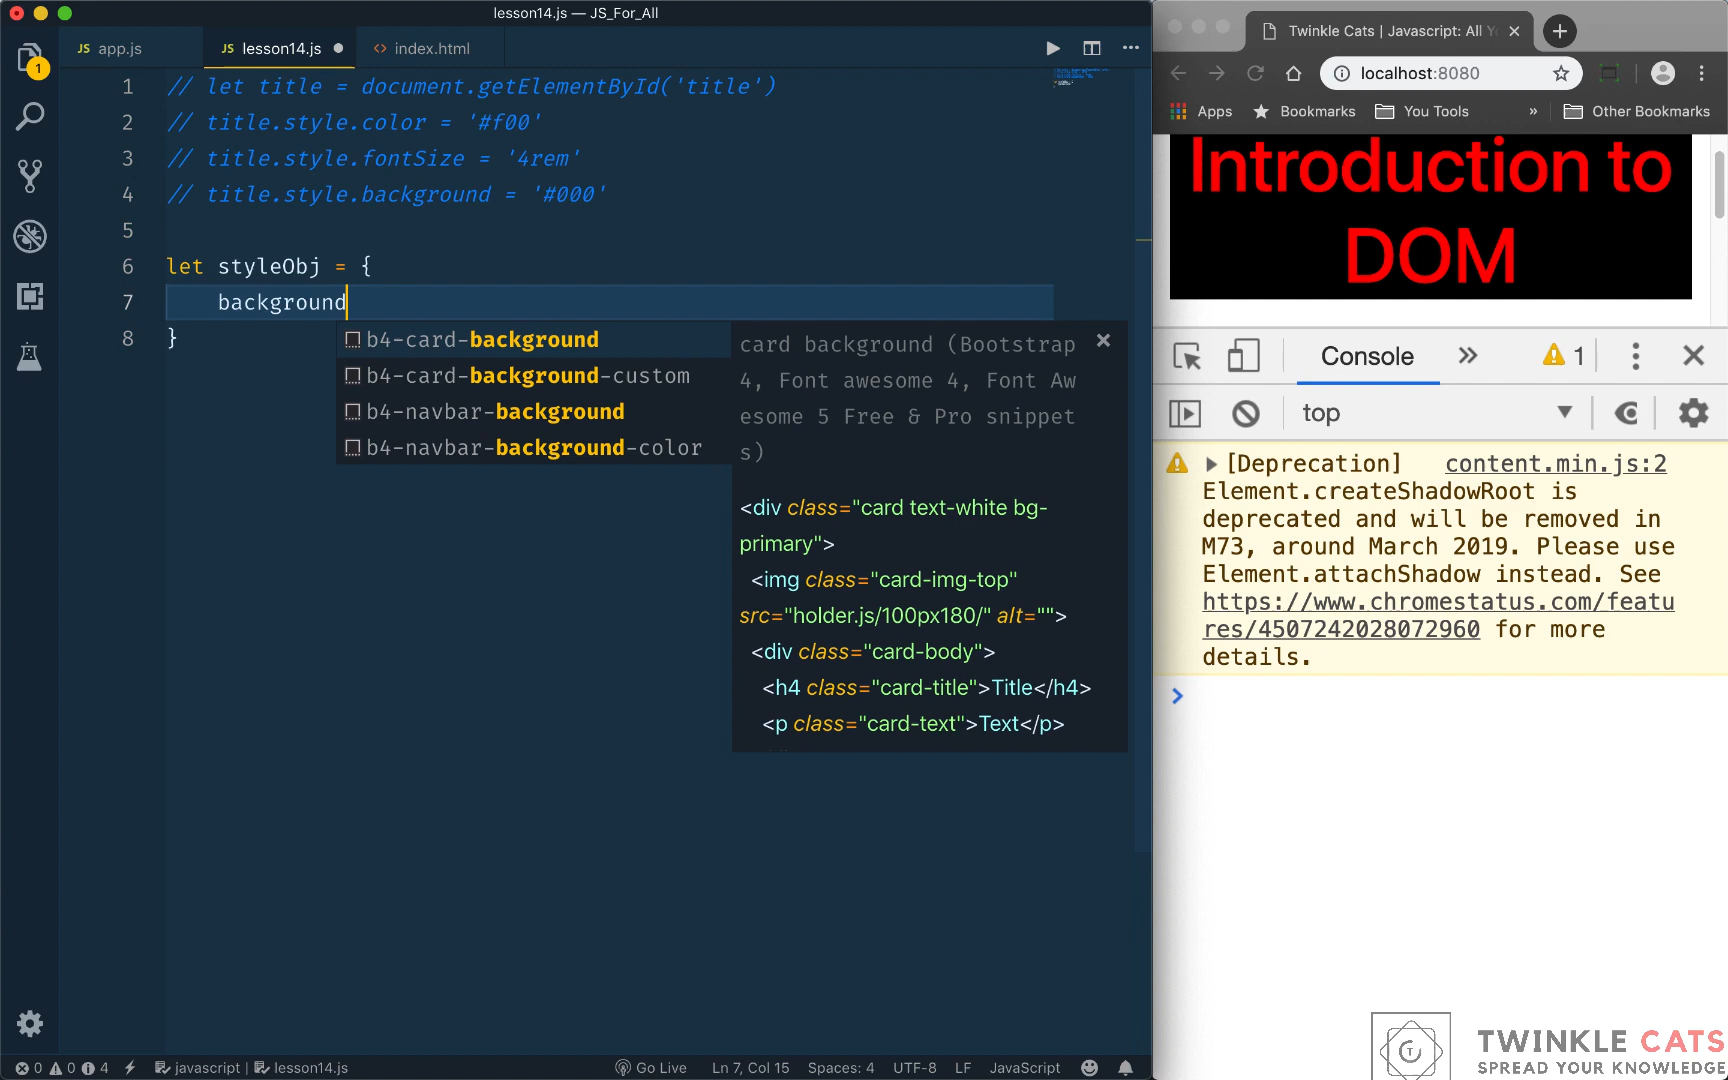 lesson14.js — JS_For_All
JS app.js
JS lesson14.js
<> index.html
1
1 // let title = document.getElementById('title')
2 // title.style.color = '#f00'
3 // title.style.fontSize = '4rem'
4 // title.style.background = '#000'
5
6 let styleObj = {
7 background
8 }
b4-card-background
b4-card-background-custom
b4-navbar-background
b4-navbar-background-color
card background (Bootstrap
4, Font awesome 4, Font Aw
esome 5 Free & Pro snippet
s)
<div class="card text-white bg-
primary">
<img class="card-img-top"
src="holder.js/100px180/" alt="">
<div class="card-body">
<h4 class="card-title">Title</h4>
<p class="card-text">Text</p>
0 0 4 javascript | lesson14.js
Go Live Ln 7, Col 15 Spaces: 4 UTF-8 LF JavaScript
Twinkle Cats | Javascript: All
localhost:8080
Apps Bookmarks You Tools » Other Bookmarks
Introduction to
DOM
Console » 1
top
[Deprecation] content.min.js:2
Element.createShadowRoot is
deprecated and will be removed in
M73, around March 2019. Please use
Element.attachShadow instead. See
https://www.chromestatus.com/featu
res/4507242028072960 for more
details.
TWINKLE CATS
SPREAD YOUR KNOWLEDGE